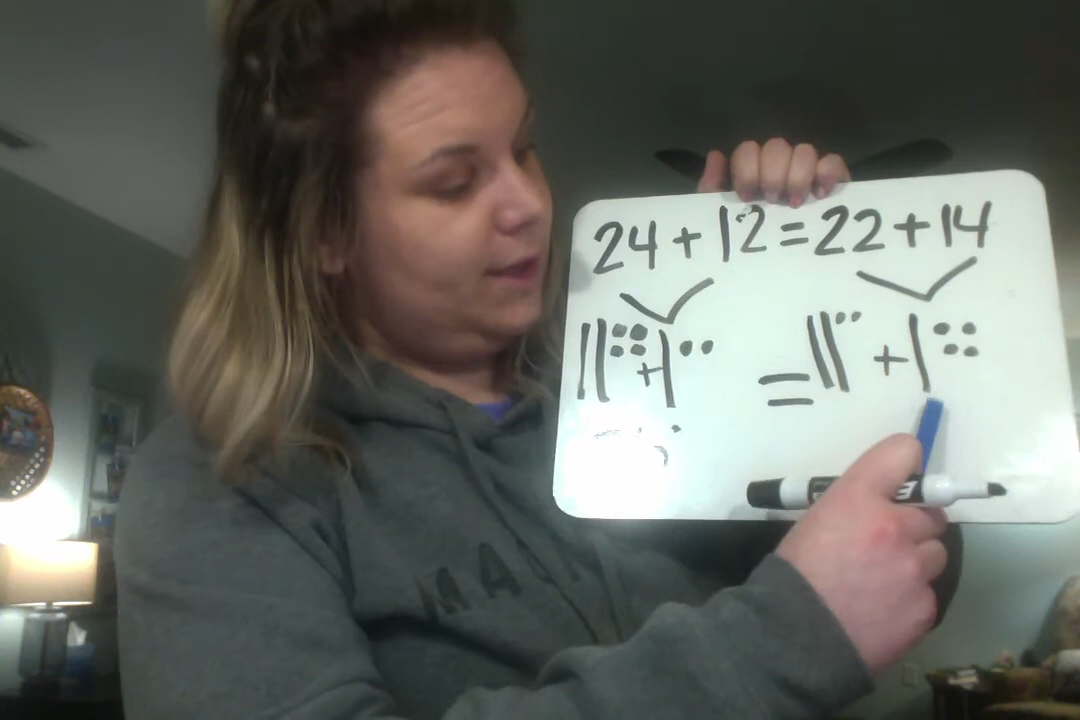 24 + 12 = 22 + 14
+ = +